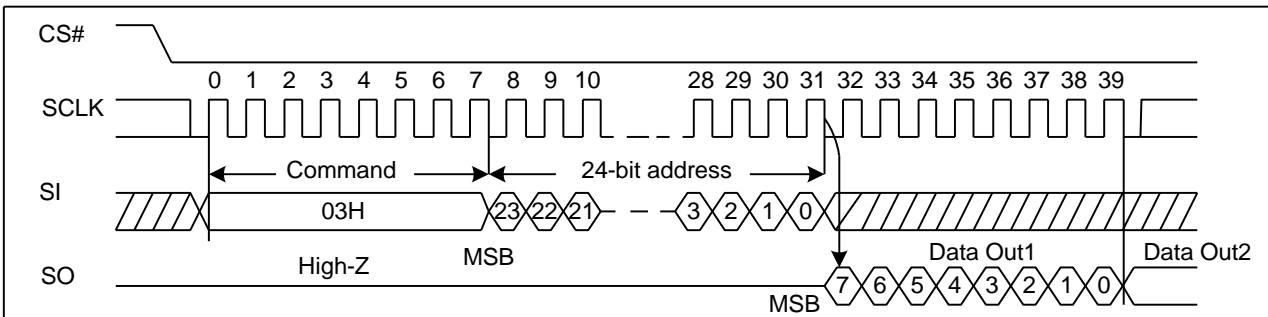 CS#
0 1 2 3 4 5 6 7 8 9 10 28 29 30 31 32 33 34 35 36 37 38 39
SCLK
Command 24-bit address
SI
03H 23 22 21 3 2 1 0
High-Z MSB Data Out1 Data Out2
SO
MSB 7 6 5 4 3 2 1 0